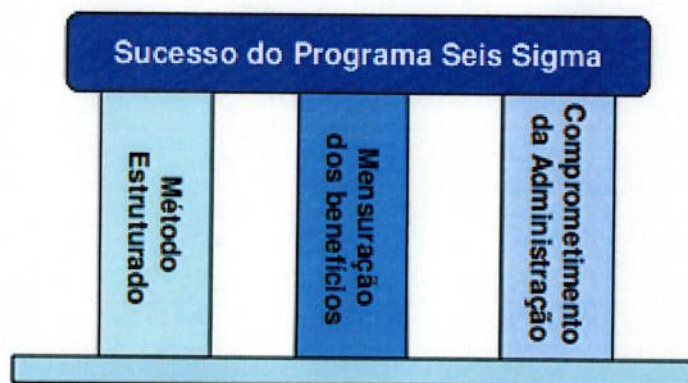 Sucesso do Programa Seis Sigma
Método
Estruturado
Mensuração
dos benefícios
Comprometimento
da Administração